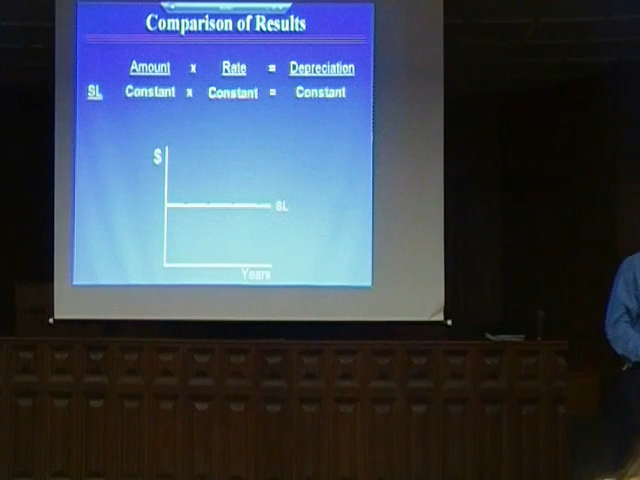 Comparison of Results
Amount x Rate = Depreciation
SL Constant x Constant = Constant
$
SL
Years